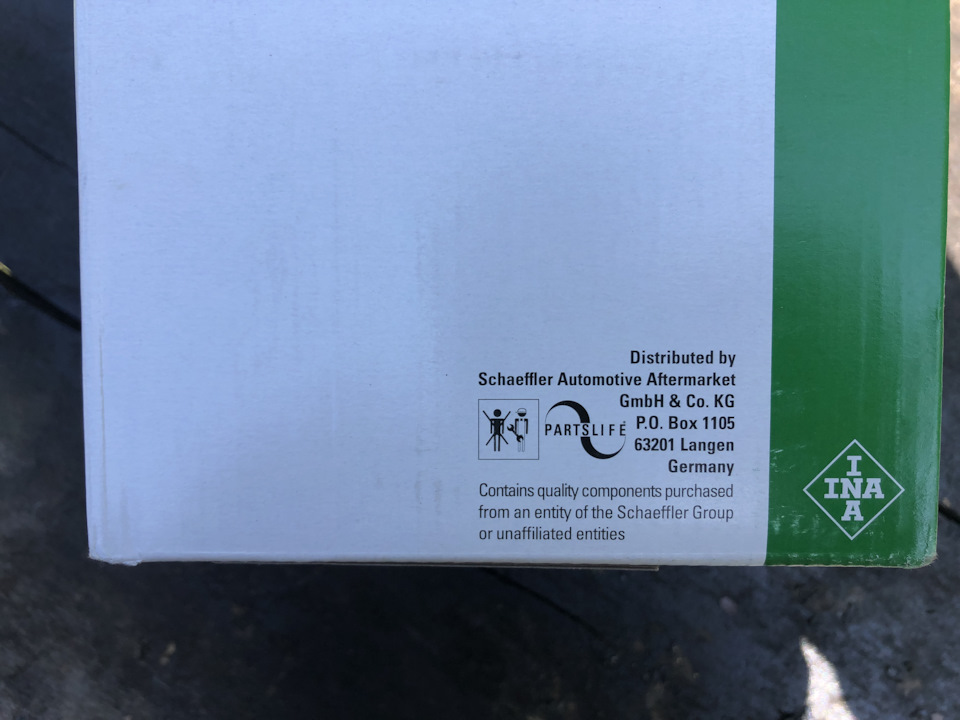 Distributed by
Schaeffler Automotive Aftermarket
GmbH & Co. KG
PARTSLIFE
P.O. Box 1105
63201 Langen
Germany
Contains quality components purchased
from an entity of the Schaeffler Group
or unaffiliated entities
I
INA
A